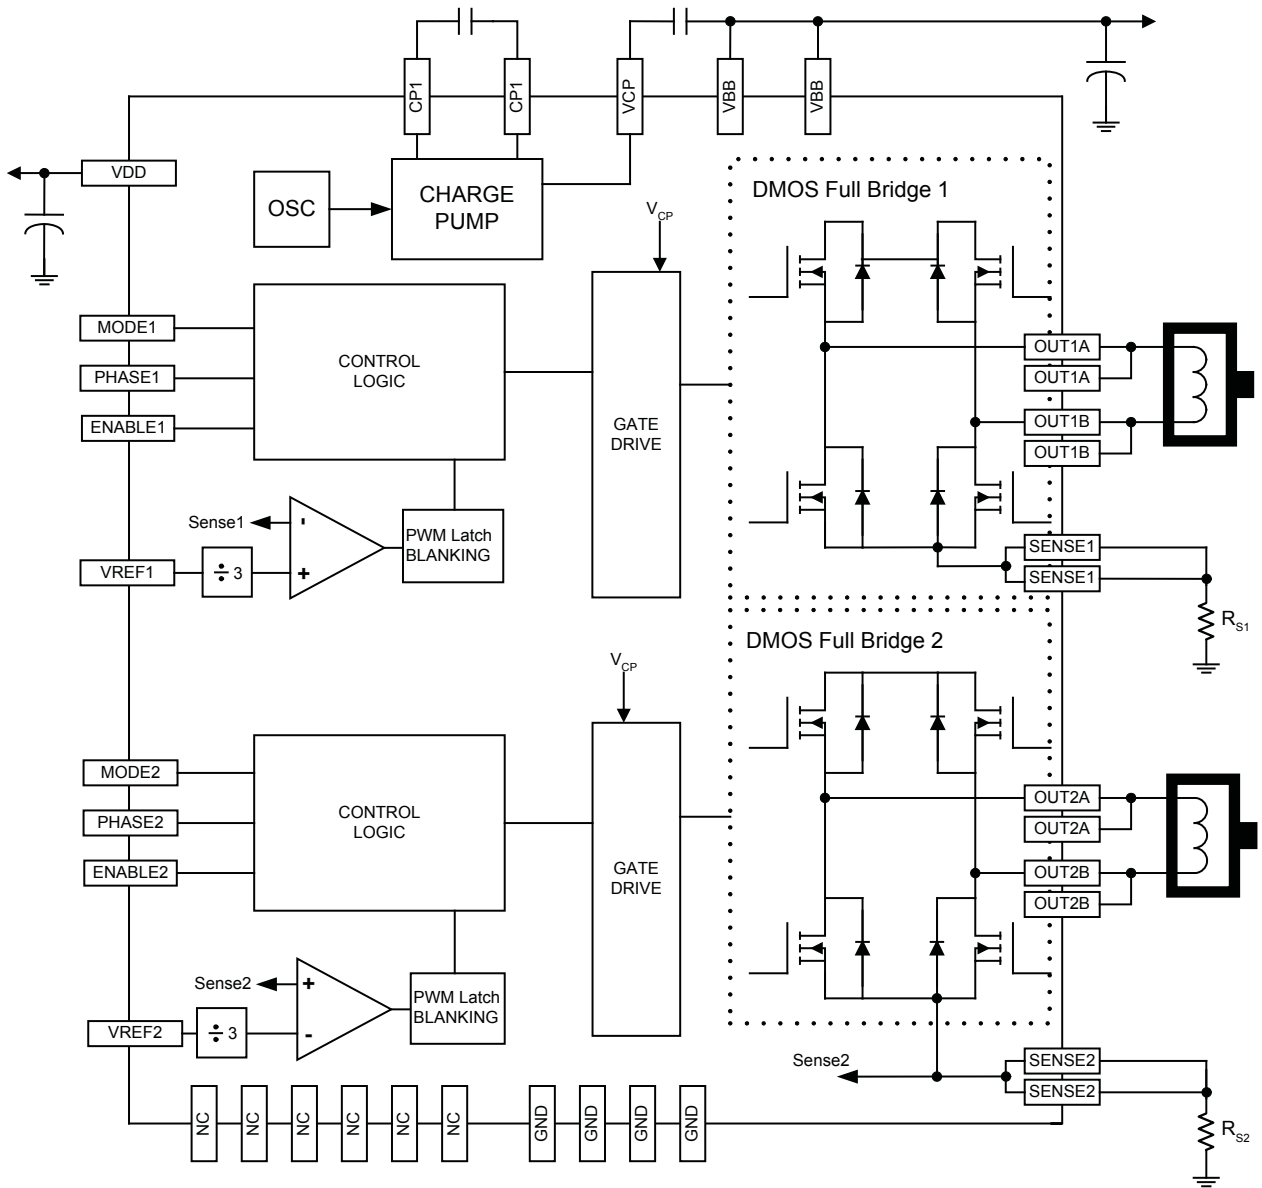 CP1
CP1
VCP
VBB
VBB
VDD
OSC
CHARGE
PUMP
DMOS Full Bridge 1
VCP
MODE1
PHASE1
ENABLE1
CONTROL
LOGIC
GATE
DRIVE
OUT1A
OUT1A
OUT1B
OUT1B
Sense1
-
+
PWM Latch
BLANKING
VREF1
÷ 3
SENSE1
SENSE1
RS1
DMOS Full Bridge 2
VCP
MODE2
PHASE2
ENABLE2
CONTROL
LOGIC
GATE
DRIVE
OUT2A
OUT2A
OUT2B
OUT2B
Sense2
+
-
PWM Latch
BLANKING
VREF2
÷ 3
Sense2
SENSE2
SENSE2
RS2
NC
NC
NC
NC
NC
NC
GND
GND
GND
GND